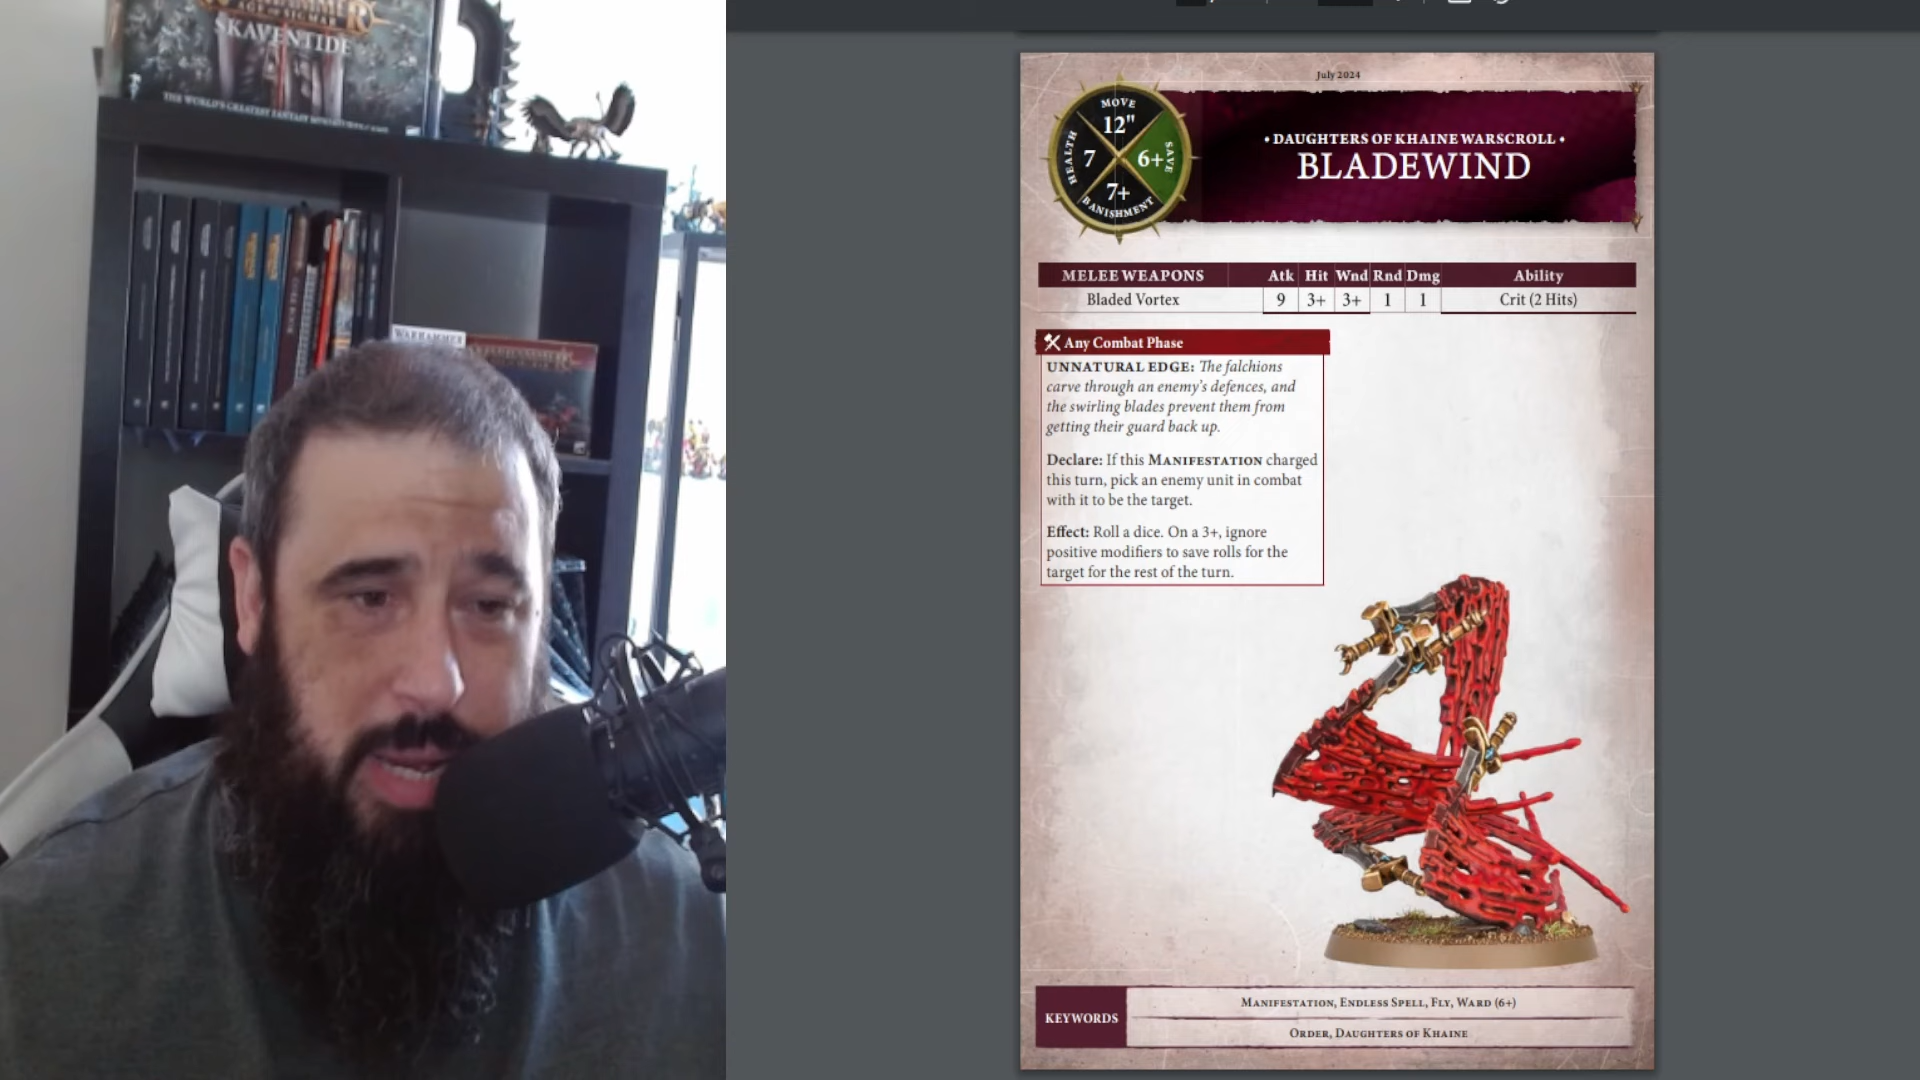 SKAVENTIDE
WARHAMMER
July 2024
MOVE
12"
HEALTH
7
6+
SAVE
7+
BANISHMENT
• DAUGHTERS OF KHAINE WARSCROLL •
BLADEWIND
MELEE WEAPONS Atk Hit Wnd Rnd Dmg Ability
Bladed Vortex 9 3+ 3+ 1 1 Crit (2 Hits)
Any Combat Phase
UNNATURAL EDGE: The falchions
carve through an enemy's defences, and
the swirling blades prevent them from
getting their guard back up.
Declare: If this MANIFESTATION charged
this turn, pick an enemy unit in combat
with it to be the target.
Effect: Roll a dice. On a 3+, ignore
positive modifiers to save rolls for the
target for the rest of the turn.
KEYWORDS
MANIFESTATION, ENDLESS SPELL, FLY, WARD (6+)
ORDER, DAUGHTERS OF KHAINE